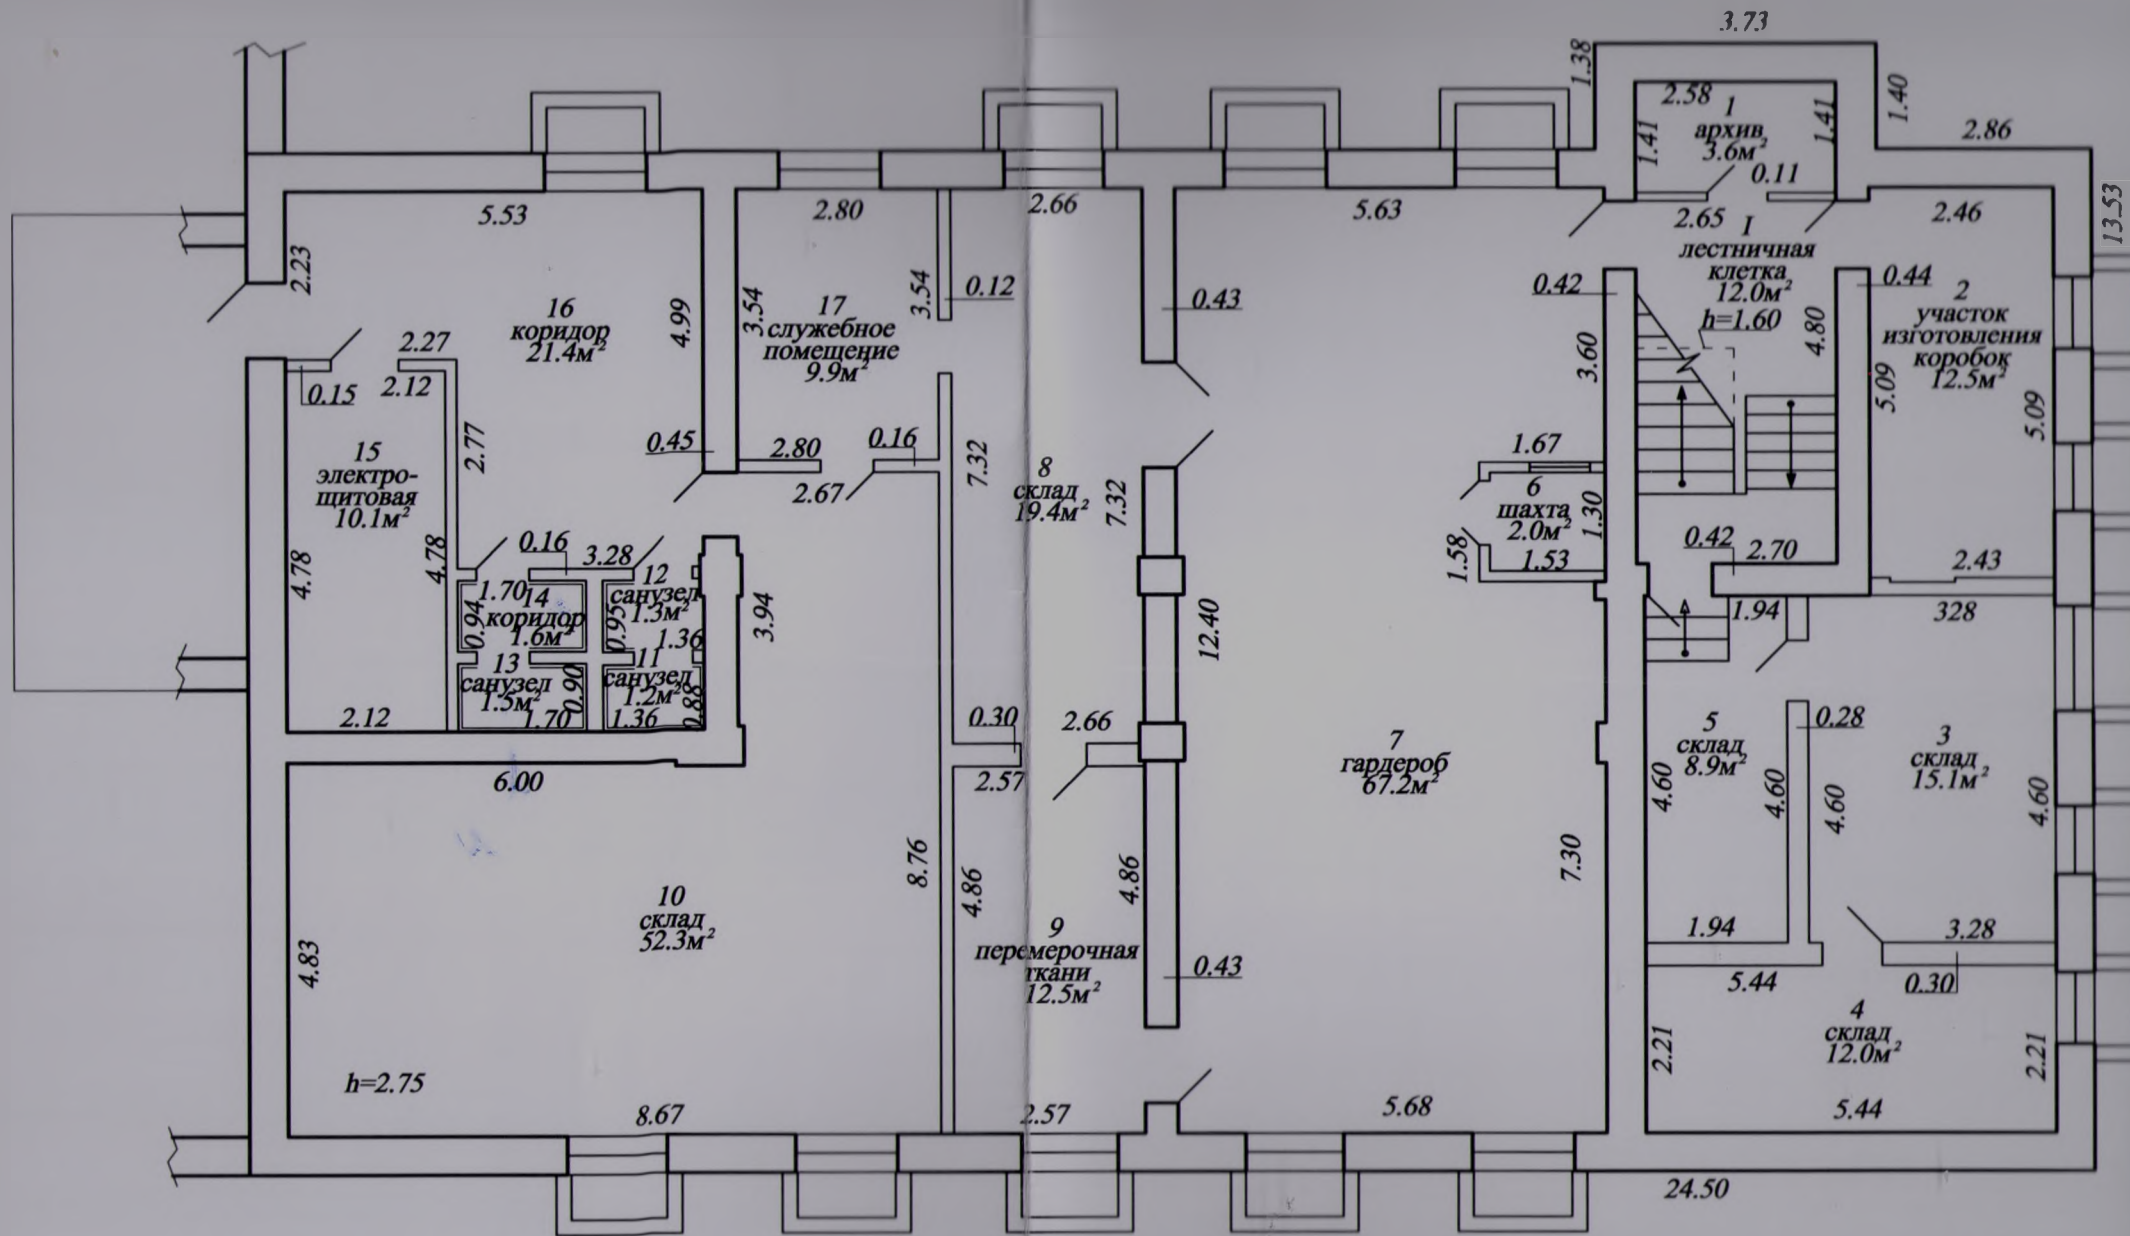 3.73
1.38
1.40
2.58
1
архив
3.6м²
1.41
1.41
0.11
2.86
13.53
5.53
2.80
2.66
5.63
2.65
I
лестничная
клетка
12.0м²
h=1.60
2.46
2.23
16
коридор
21.4м²
4.99
3.54
17
служебное
помещение
9.9м²
3.54
0.12
0.43
0.42
0.44
2
участок
изготовления
коробок
12.5м²
4.80
3.60
5.09
5.09
2.27
0.15
2.12
2.77
0.45
2.80
0.16
2.67
7.32
8
склад
19.4м²
7.32
1.67
6
шахта
2.0м²
1.30
1.58
1.53
15
электро-
щитовая
10.1м²
4.78
4.78
0.16
3.28
1.70
14
коридор
1.6м²
0.94
12
санузел
1.3м²
0.95
1.36
3.94
12.40
0.42
2.70
2.43
1.94
328
13
санузел
1.5м²
0.90
1.70
11
санузел
1.2м²
0.88
1.36
2.12
6.00
0.30
2.66
2.57
7
гардероб
67.2м²
5
склад
8.9м²
0.28
3
склад
15.1м²
4.60
4.60
4.60
4.60
8.76
4.86
4.86
7.30
10
склад
52.3м²
4.83
9
перемерочная
ткани
12.5м²
0.43
1.94
3.28
5.44
0.30
4
склад
12.0м²
2.21
2.21
h=2.75
8.67
2.57
5.68
5.44
24.50